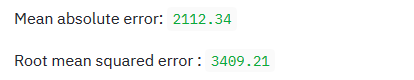 Mean absolute error: 2112.34
Root mean squared error : 3409.21